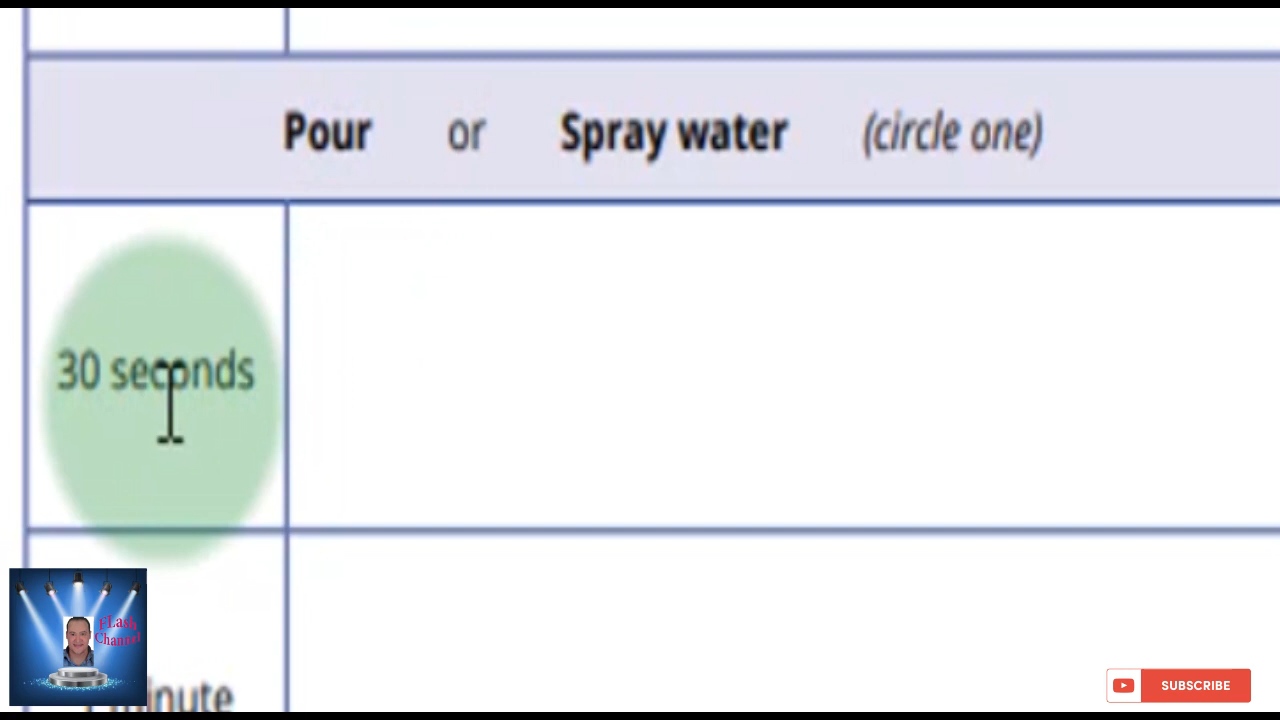 Pour or Spray water (circle one)
30 seconds
FLash
Channel
SUBSCRIBE